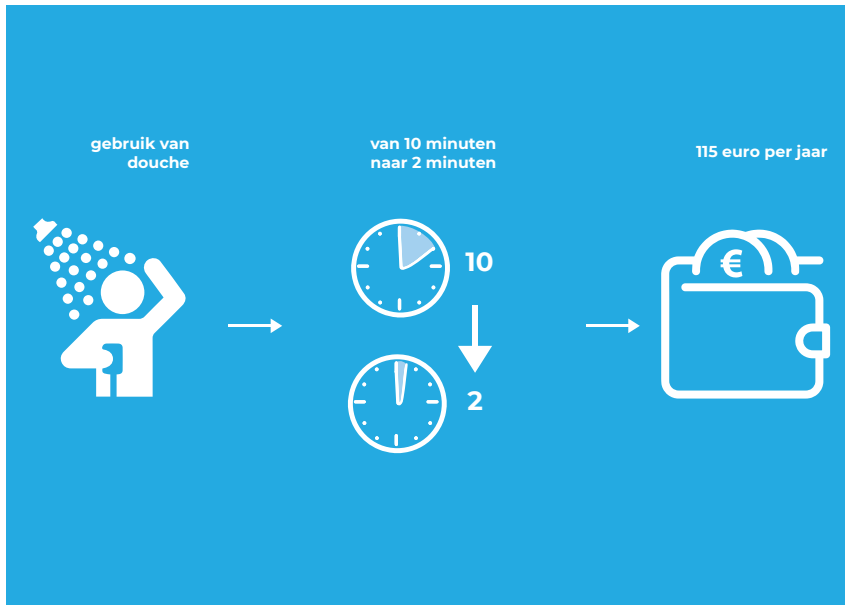 gebruik van
douche
van 10 minuten
naar 2 minuten
115 euro per jaar
10
2
€